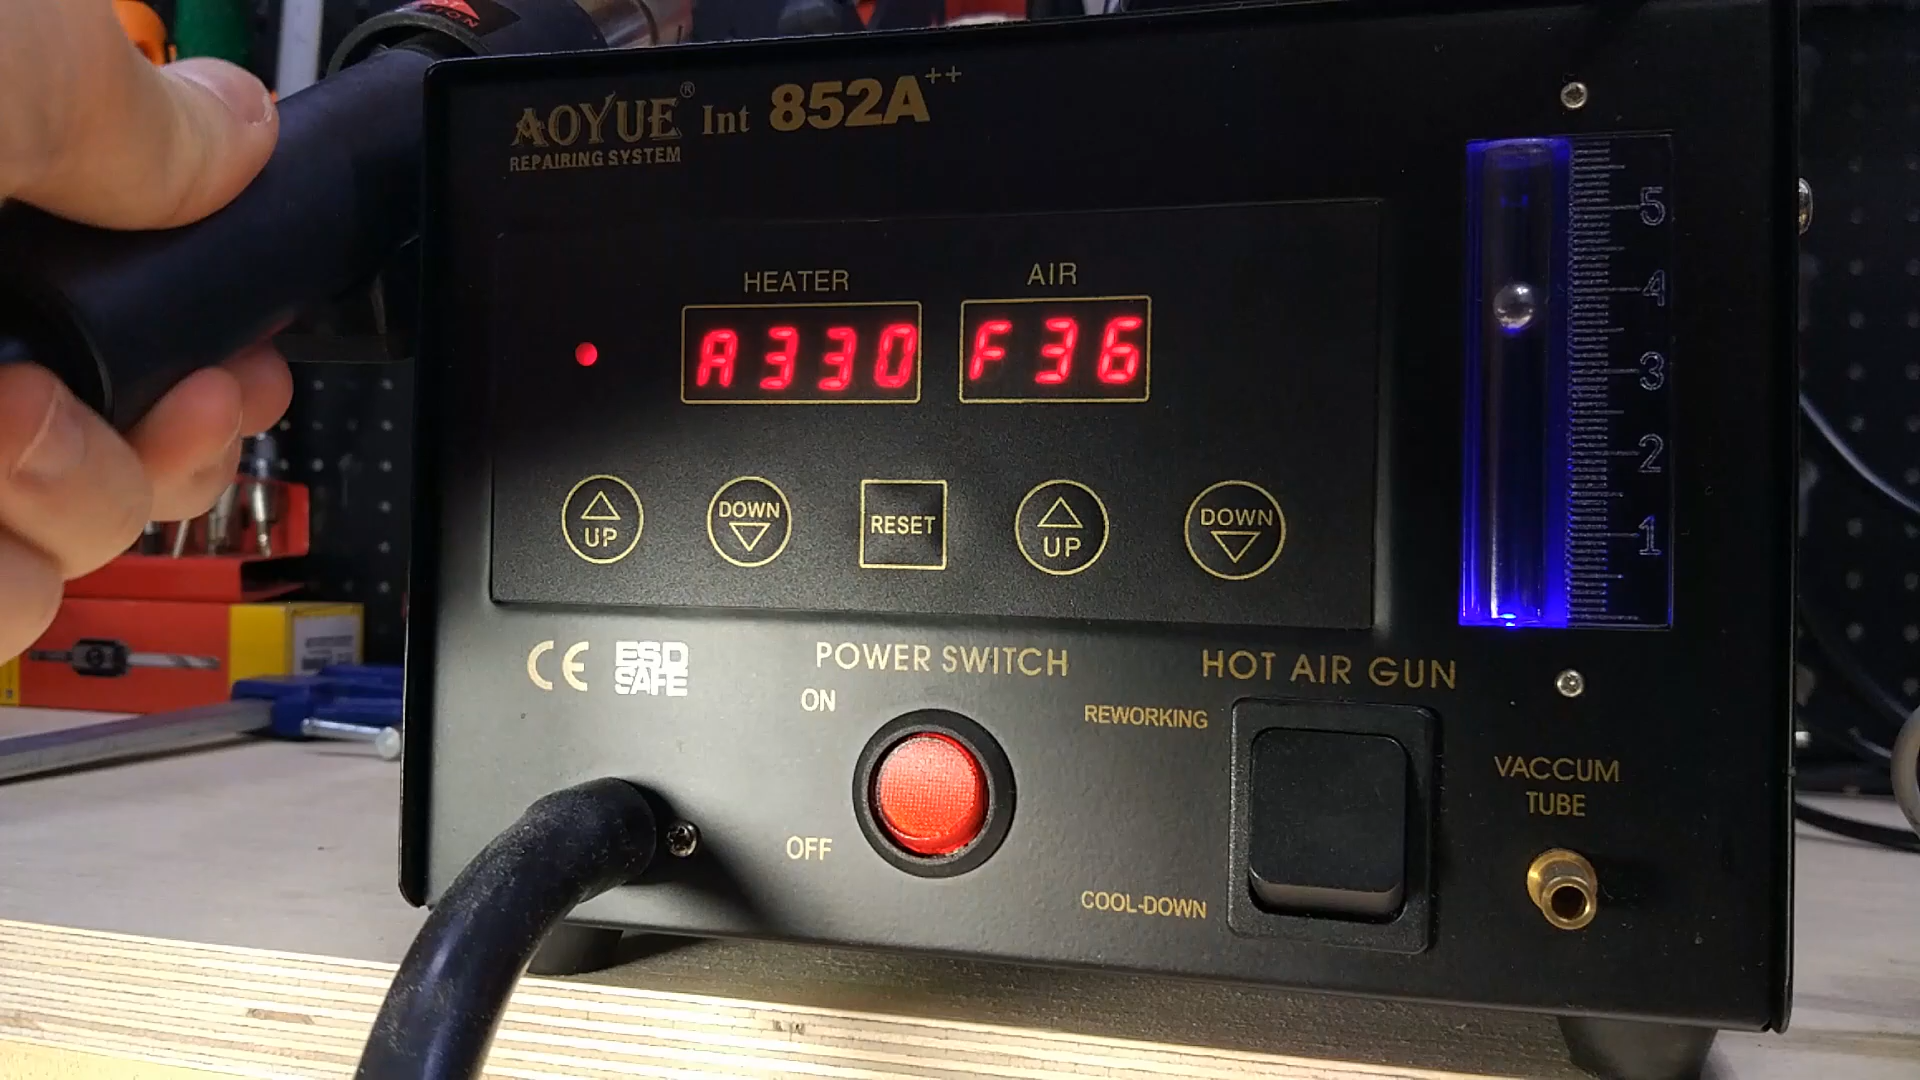 AOYUE® Int 852A++
REPAIRING SYSTEM
HEATER
AIR
A330
F36
UP
DOWN
RESET
UP
DOWN
5
4
3
2
1
CE
ESD
SAFE
POWER SWITCH
ON
OFF
HOT AIR GUN
REWORKING
COOL-DOWN
VACCUM
TUBE